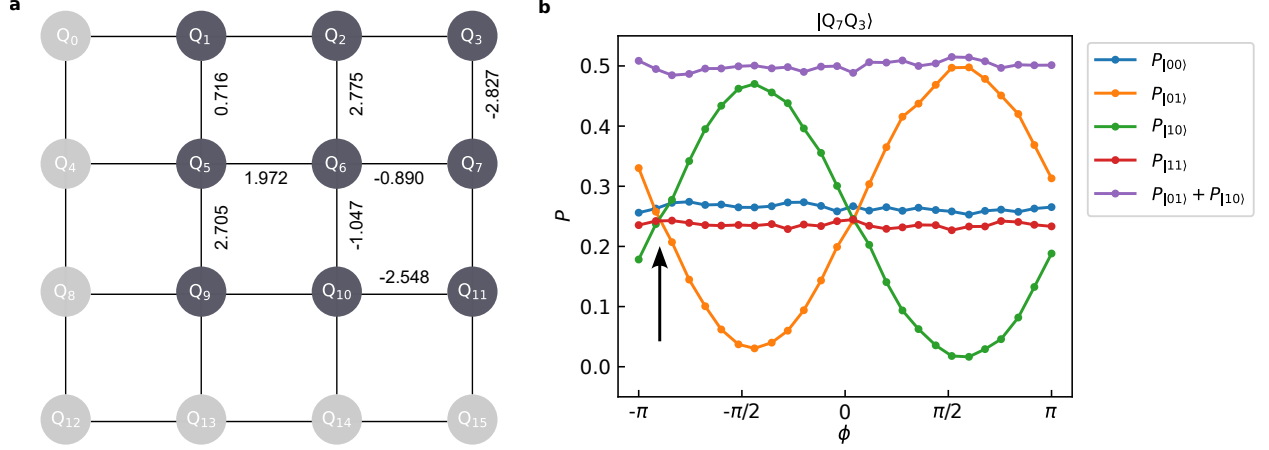 a
Q0 Q1 Q2 Q3
0.716 2.775 -2.827
Q4 Q5 Q6 Q7
1.972 -0.890
2.705 -1.047
-2.548
Q8 Q9 Q10 Q11
Q12 Q13 Q14 Q15
b
|Q7Q3⟩
P
0.5
0.4
0.3
0.2
0.1
0.0
-π -π/2 0 π/2 π
ϕ
P|00⟩
P|01⟩
P|10⟩
P|11⟩
P|01⟩ + P|10⟩